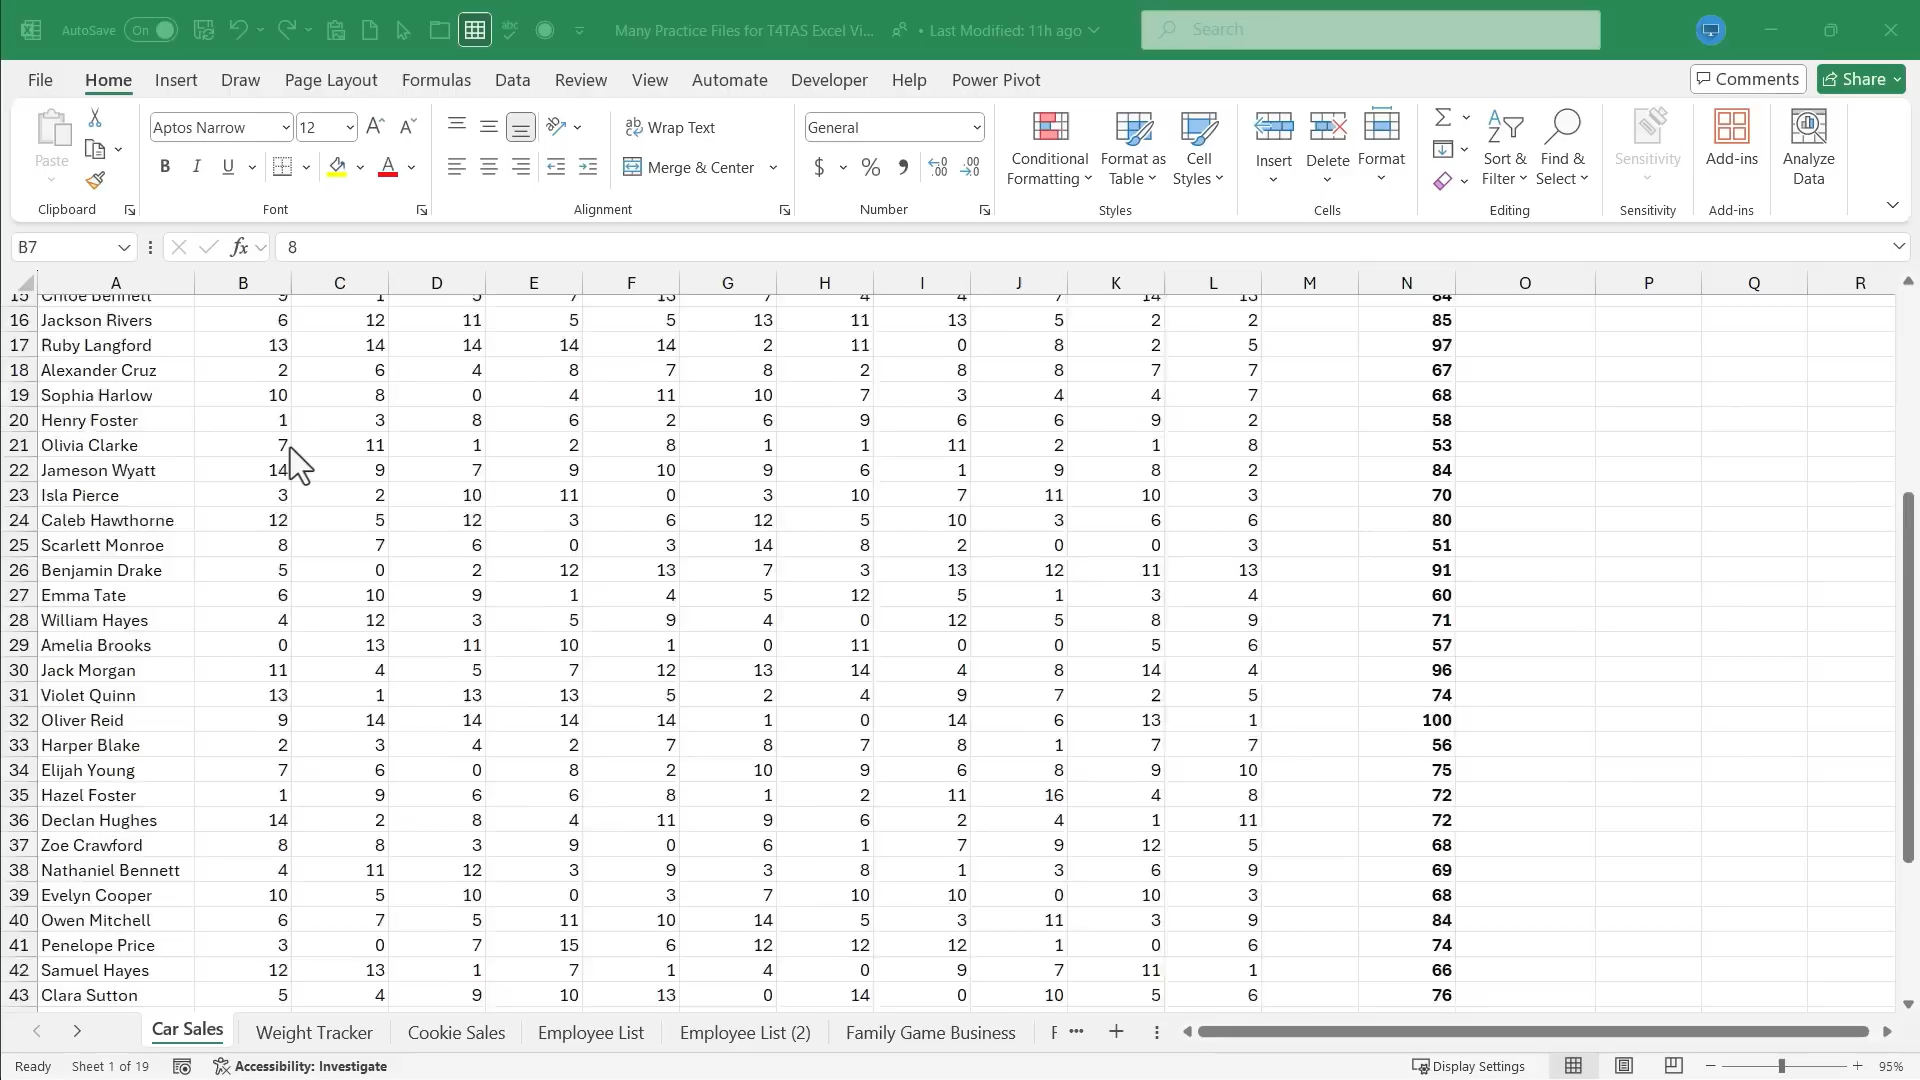 AutoSave On abc Many Practice Files for T4TAS Excel Vi... • Last Modified: 11h ago Search
File Home Insert Draw Page Layout Formulas Data Review View Automate Developer Help Power Pivot Comments Share
Paste Aptos Narrow 12 A A Wrap Text General Conditional Formatting Format as Table Cell Styles Insert Delete Format Sort & Filter Find & Select Sensitivity Add-ins Analyze Data
B I U A Merge & Center $ % 9 .00 .00
Clipboard Font Alignment Number Styles Cells Editing Sensitivity Add-ins
B7 fx 8
A B C D E F G H I J K L M N O P Q R
15 Chloe Bennett 9 1 5 7 13 7 4 4 7 14 13 84
16 Jackson Rivers 6 12 11 5 5 13 11 13 5 2 2 85
17 Ruby Langford 13 14 14 14 14 2 11 0 8 2 5 97
18 Alexander Cruz 2 6 4 8 7 8 2 8 8 7 7 67
19 Sophia Harlow 10 8 0 4 11 10 7 3 4 4 7 68
20 Henry Foster 1 3 8 6 2 6 9 6 6 9 2 58
21 Olivia Clarke 7 11 1 2 8 1 1 11 2 1 8 53
22 Jameson Wyatt 14 9 7 9 10 9 6 1 9 8 2 84
23 Isla Pierce 3 2 10 11 0 3 10 7 11 10 3 70
24 Caleb Hawthorne 12 5 12 3 6 12 5 10 3 6 6 80
25 Scarlett Monroe 8 7 6 0 3 14 8 2 0 0 3 51
26 Benjamin Drake 5 0 2 12 13 7 3 13 12 11 13 91
27 Emma Tate 6 10 9 1 4 5 12 5 1 3 4 60
28 William Hayes 4 12 3 5 9 4 0 12 5 8 9 71
29 Amelia Brooks 0 13 11 10 1 0 11 0 0 5 6 57
30 Jack Morgan 11 4 5 7 12 13 14 4 8 14 4 96
31 Violet Quinn 13 1 13 13 5 2 4 9 7 2 5 74
32 Oliver Reid 9 14 14 14 14 1 0 14 6 13 1 100
33 Harper Blake 2 3 4 2 7 8 7 8 1 7 7 56
34 Elijah Young 7 6 0 8 2 10 9 6 8 9 10 75
35 Hazel Foster 1 9 6 6 8 1 2 11 16 4 8 72
36 Declan Hughes 14 2 8 4 11 9 6 2 4 1 11 72
37 Zoe Crawford 8 8 3 9 0 6 1 7 9 12 5 68
38 Nathaniel Bennett 4 11 12 3 9 3 8 1 3 6 9 69
39 Evelyn Cooper 10 5 10 0 3 7 10 10 0 10 3 68
40 Owen Mitchell 6 7 5 11 10 14 5 3 11 3 9 84
41 Penelope Price 3 0 7 15 6 12 12 12 1 0 6 74
42 Samuel Hayes 12 13 1 7 1 4 0 9 7 11 1 66
43 Clara Sutton 5 4 9 10 13 0 14 0 10 5 6 76
Car Sales Weight Tracker Cookie Sales Employee List Employee List (2) Family Game Business F ...
Ready Sheet 1 of 19 Accessibility: Investigate Display Settings 95%